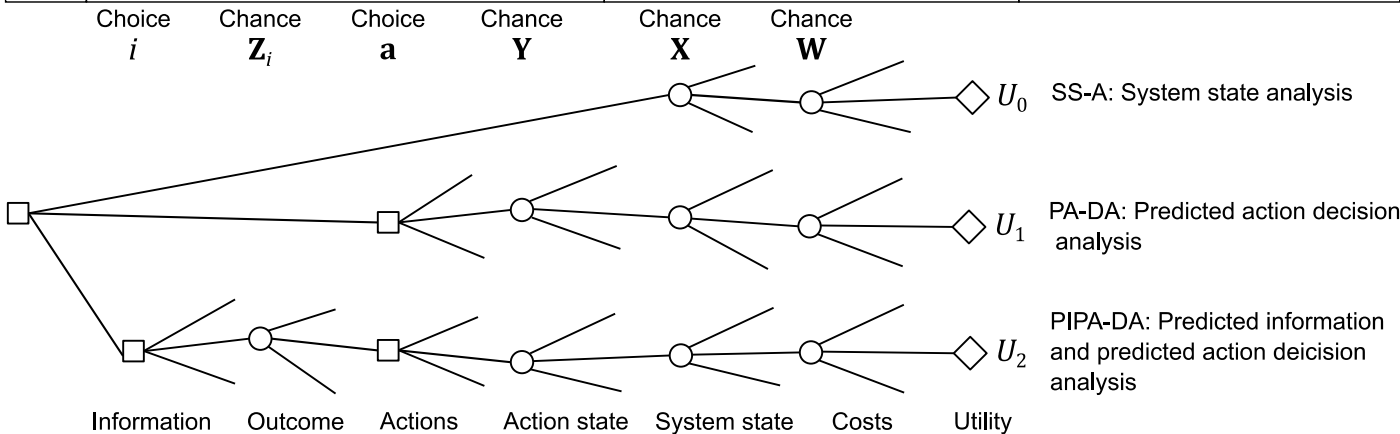 Choice Chance Choice Chance Chance Chance
i Z_i a Y X W
U_0 SS-A: System state analysis
U_1 PA-DA: Predicted action decision
analysis
U_2 PIPA-DA: Predicted information
and predicted action deicision
analysis
Information Outcome Actions Action state System state Costs Utility